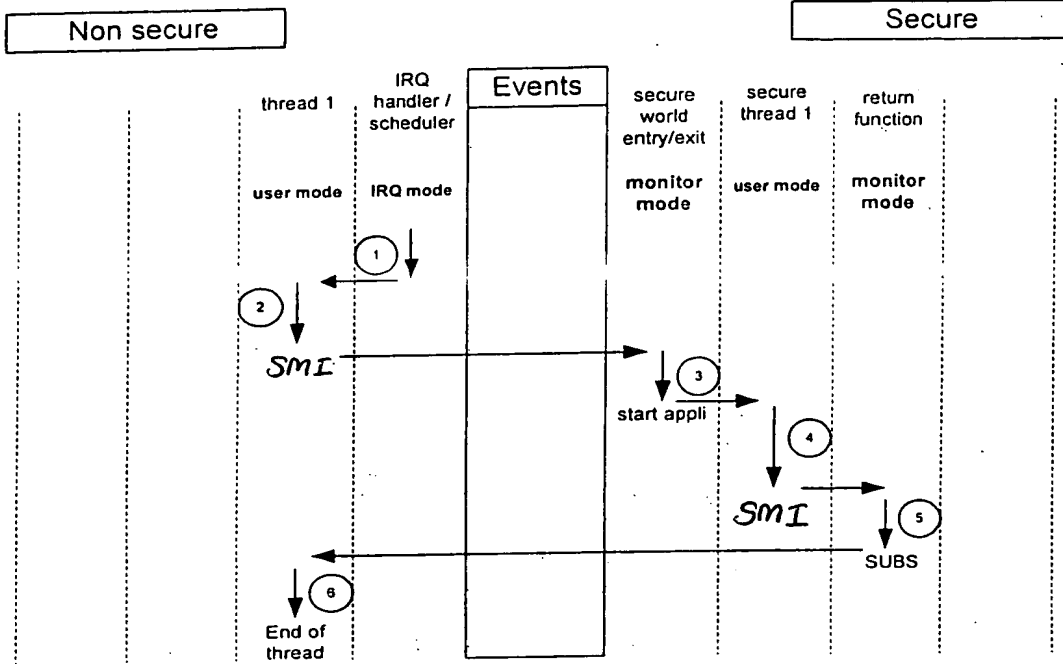 Non secure
Secure
Events
thread 1
IRQ
handler /
scheduler
secure
world
entry/exit
secure
thread 1
return
function
user mode
IRQ mode
monitor
mode
user mode
monitor
mode
1
2
SMI
3
start appli
4
SMI
5
SUBS
6
End of
thread